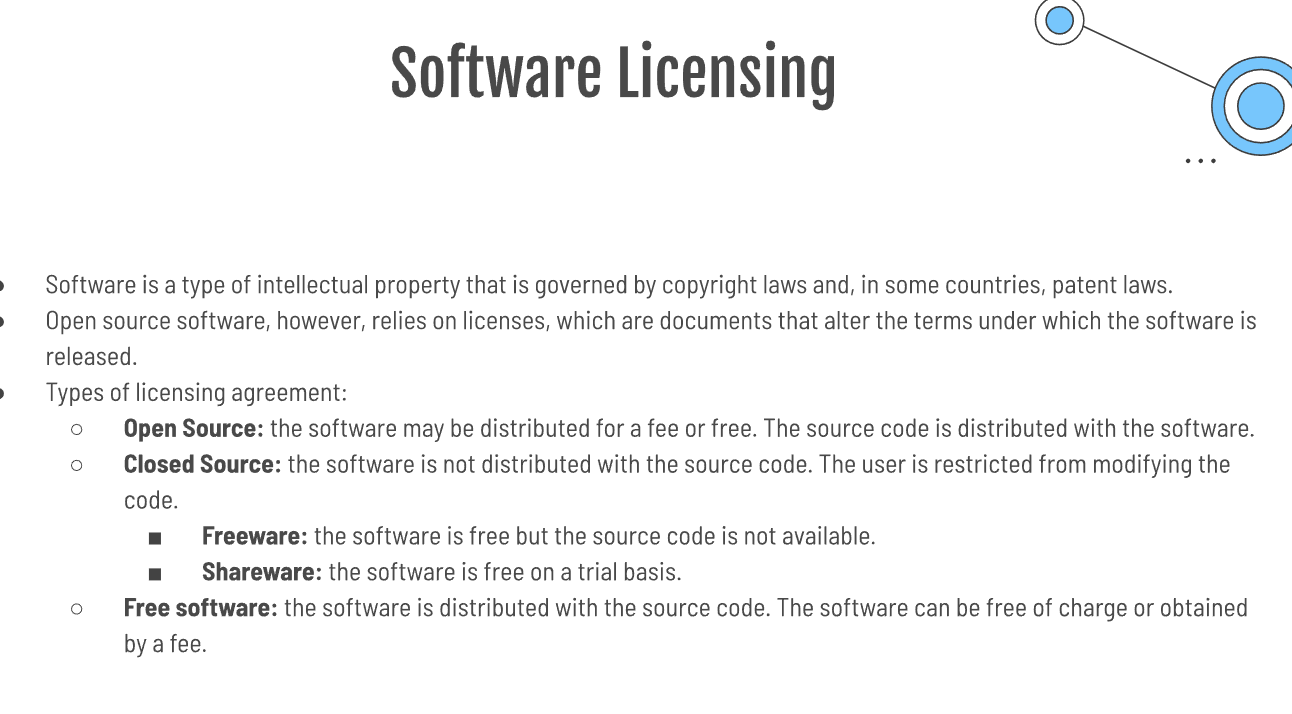 Software Licensing
...
● Software is a type of intellectual property that is governed by copyright laws and, in some countries, patent laws.
● Open source software, however, relies on licenses, which are documents that alter the terms under which the software is
released.
● Types of licensing agreement:
○ Open Source: the software may be distributed for a fee or free. The source code is distributed with the software.
○ Closed Source: the software is not distributed with the source code. The user is restricted from modifying the
code.
■ Freeware: the software is free but the source code is not available.
■ Shareware: the software is free on a trial basis.
○ Free software: the software is distributed with the source code. The software can be free of charge or obtained
by a fee.